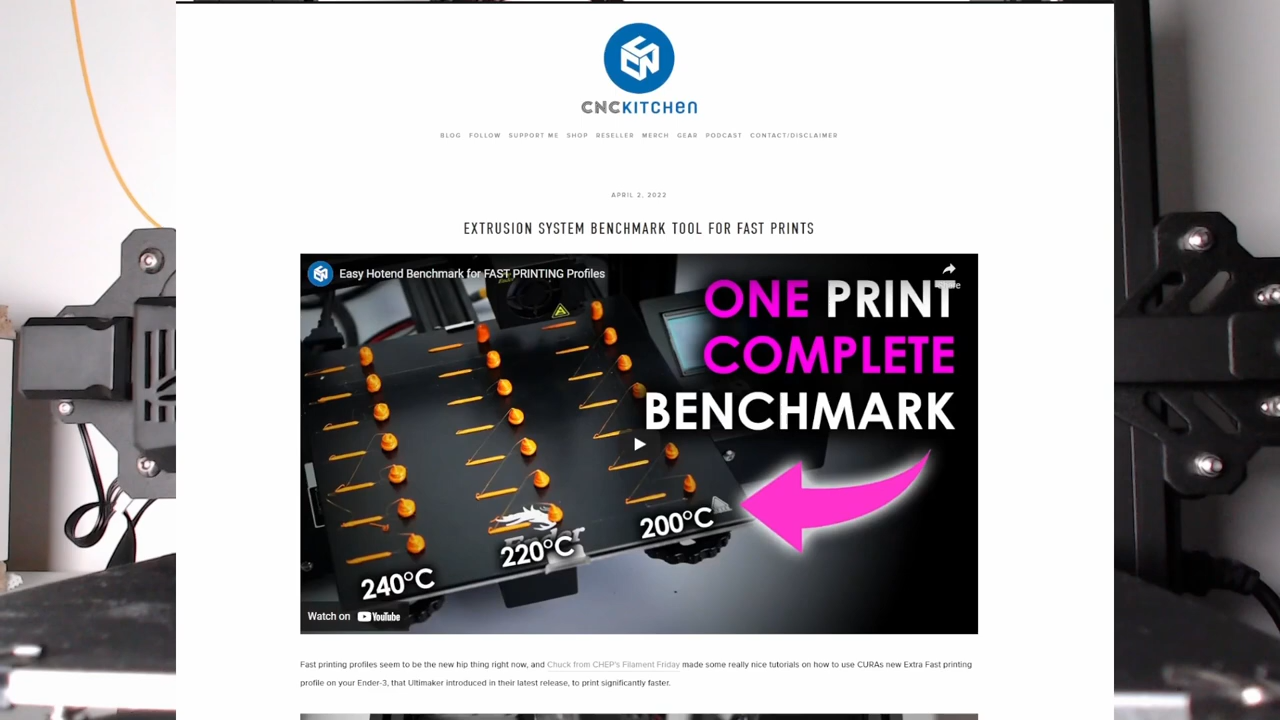 CNCKITCHEN
BLOG FOLLOW SUPPORT ME SHOP RESELLER MERCH GEAR PODCAST CONTACT/DISCLAIMER
APRIL 2, 2022
EXTRUSION SYSTEM BENCHMARK TOOL FOR FAST PRINTS
Easy Hotend Benchmark for FAST PRINTING Profiles
Share
ONE PRINT
COMPLETE
BENCHMARK
200°C
Ender
220°C
240°C
Watch on YouTube
Fast printing profiles seem to be the new hip thing right now, and Chuck from CHEP's Filament Friday made some really nice tutorials on how to use CURAs new Extra Fast printing
profile on your Ender-3, that Ultimaker introduced in their latest release, to print significantly faster.